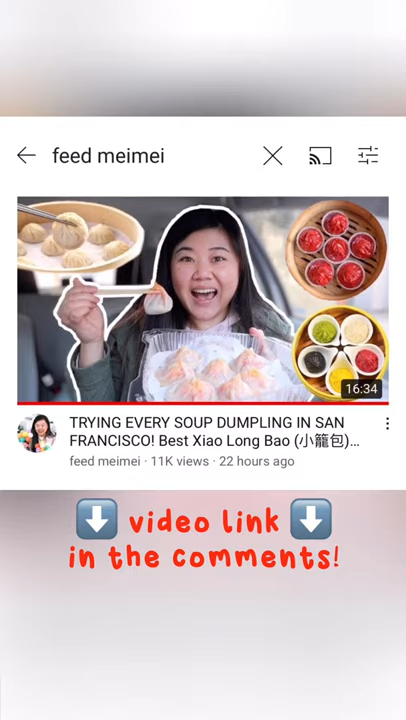 feed meimei
16:34
TRYING EVERY SOUP DUMPLING IN SAN
FRANCISCO! Best Xiao Long Bao (小籠包)...
feed meimei · 11K views · 22 hours ago
video link
in the comments!